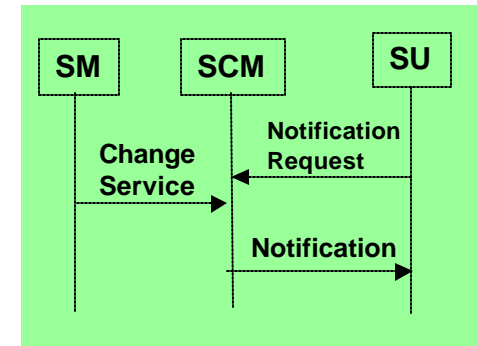 SM
SCM
SU
Notification
Request
Change
Service
Notification